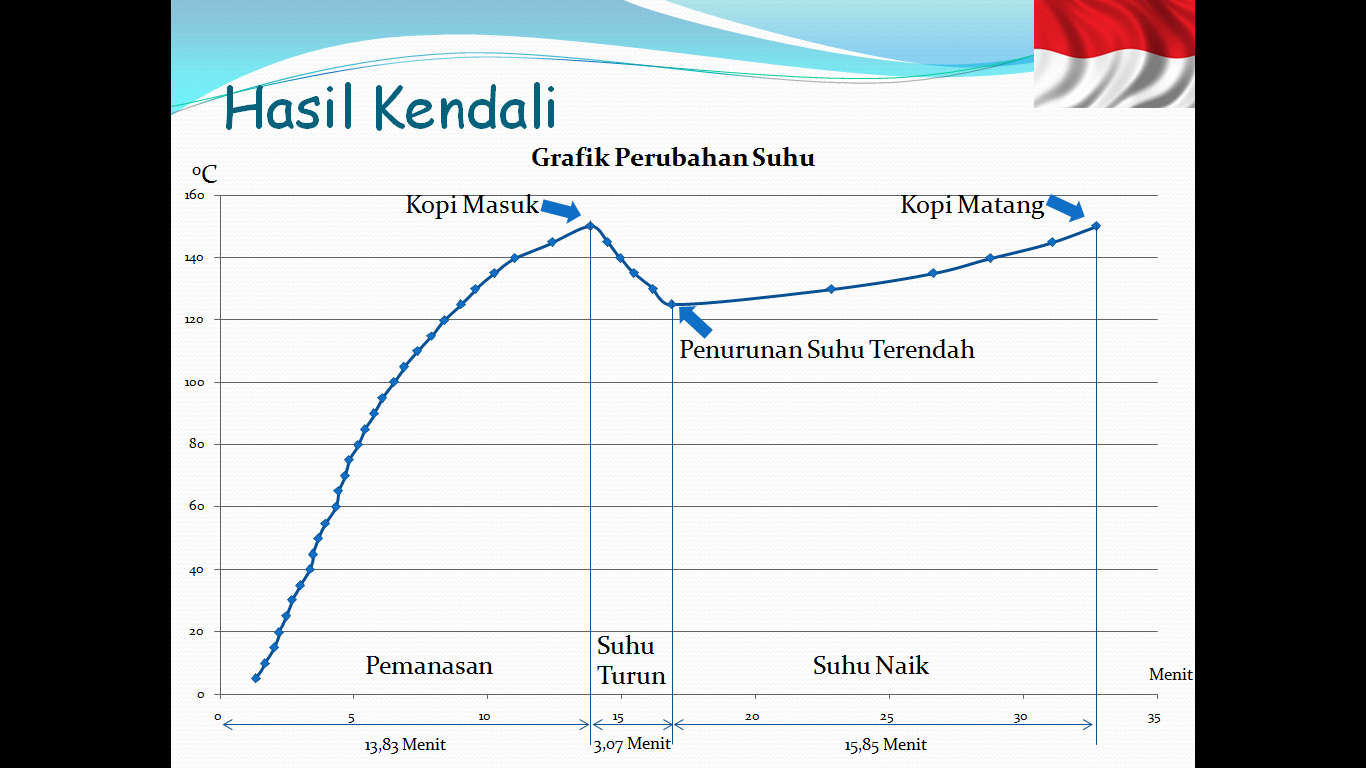 Hasil Kendali
Grafik Perubahan Suhu
ºC
160
140
120
100
80
60
40
20
0
Kopi Masuk
Kopi Matang
Penurunan Suhu Terendah
Pemanasan
Suhu
Turun
Suhu Naik
Menit
0 5 10 15 20 25 30 35
13,83 Menit
3,07 Menit
15,85 Menit